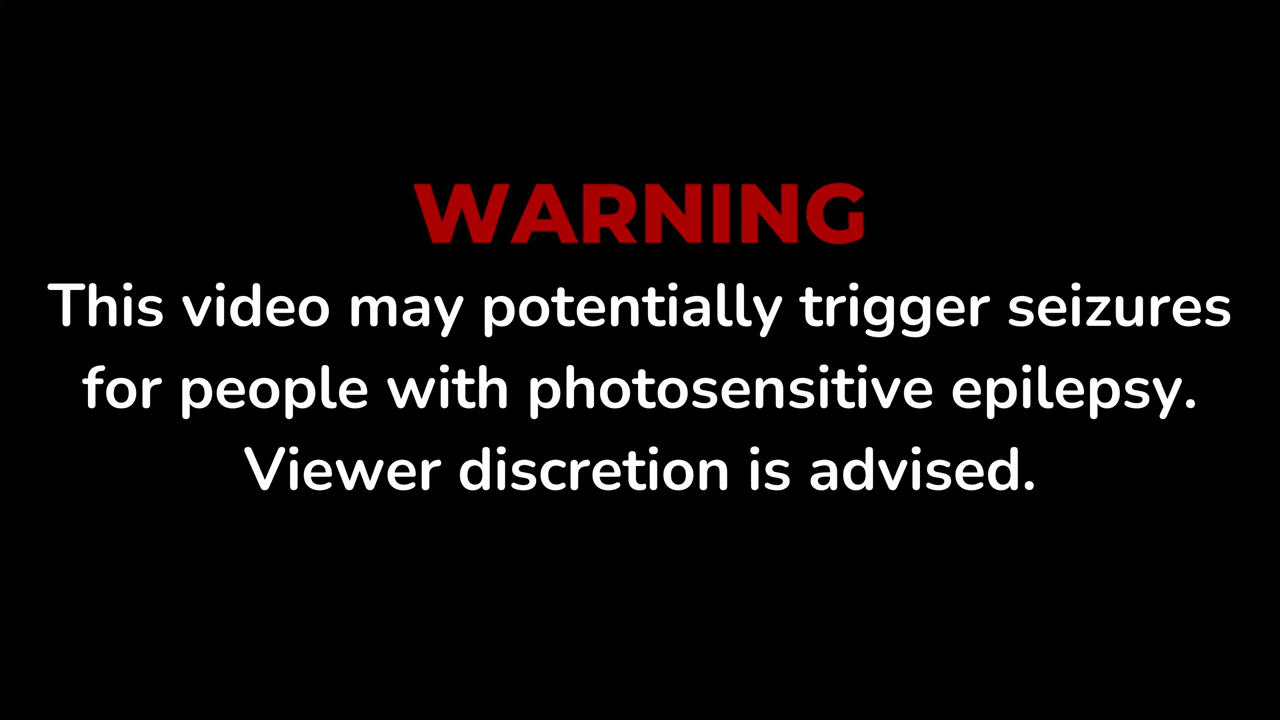 WARNING
This video may potentially trigger seizures
for people with photosensitive epilepsy.
Viewer discretion is advised.